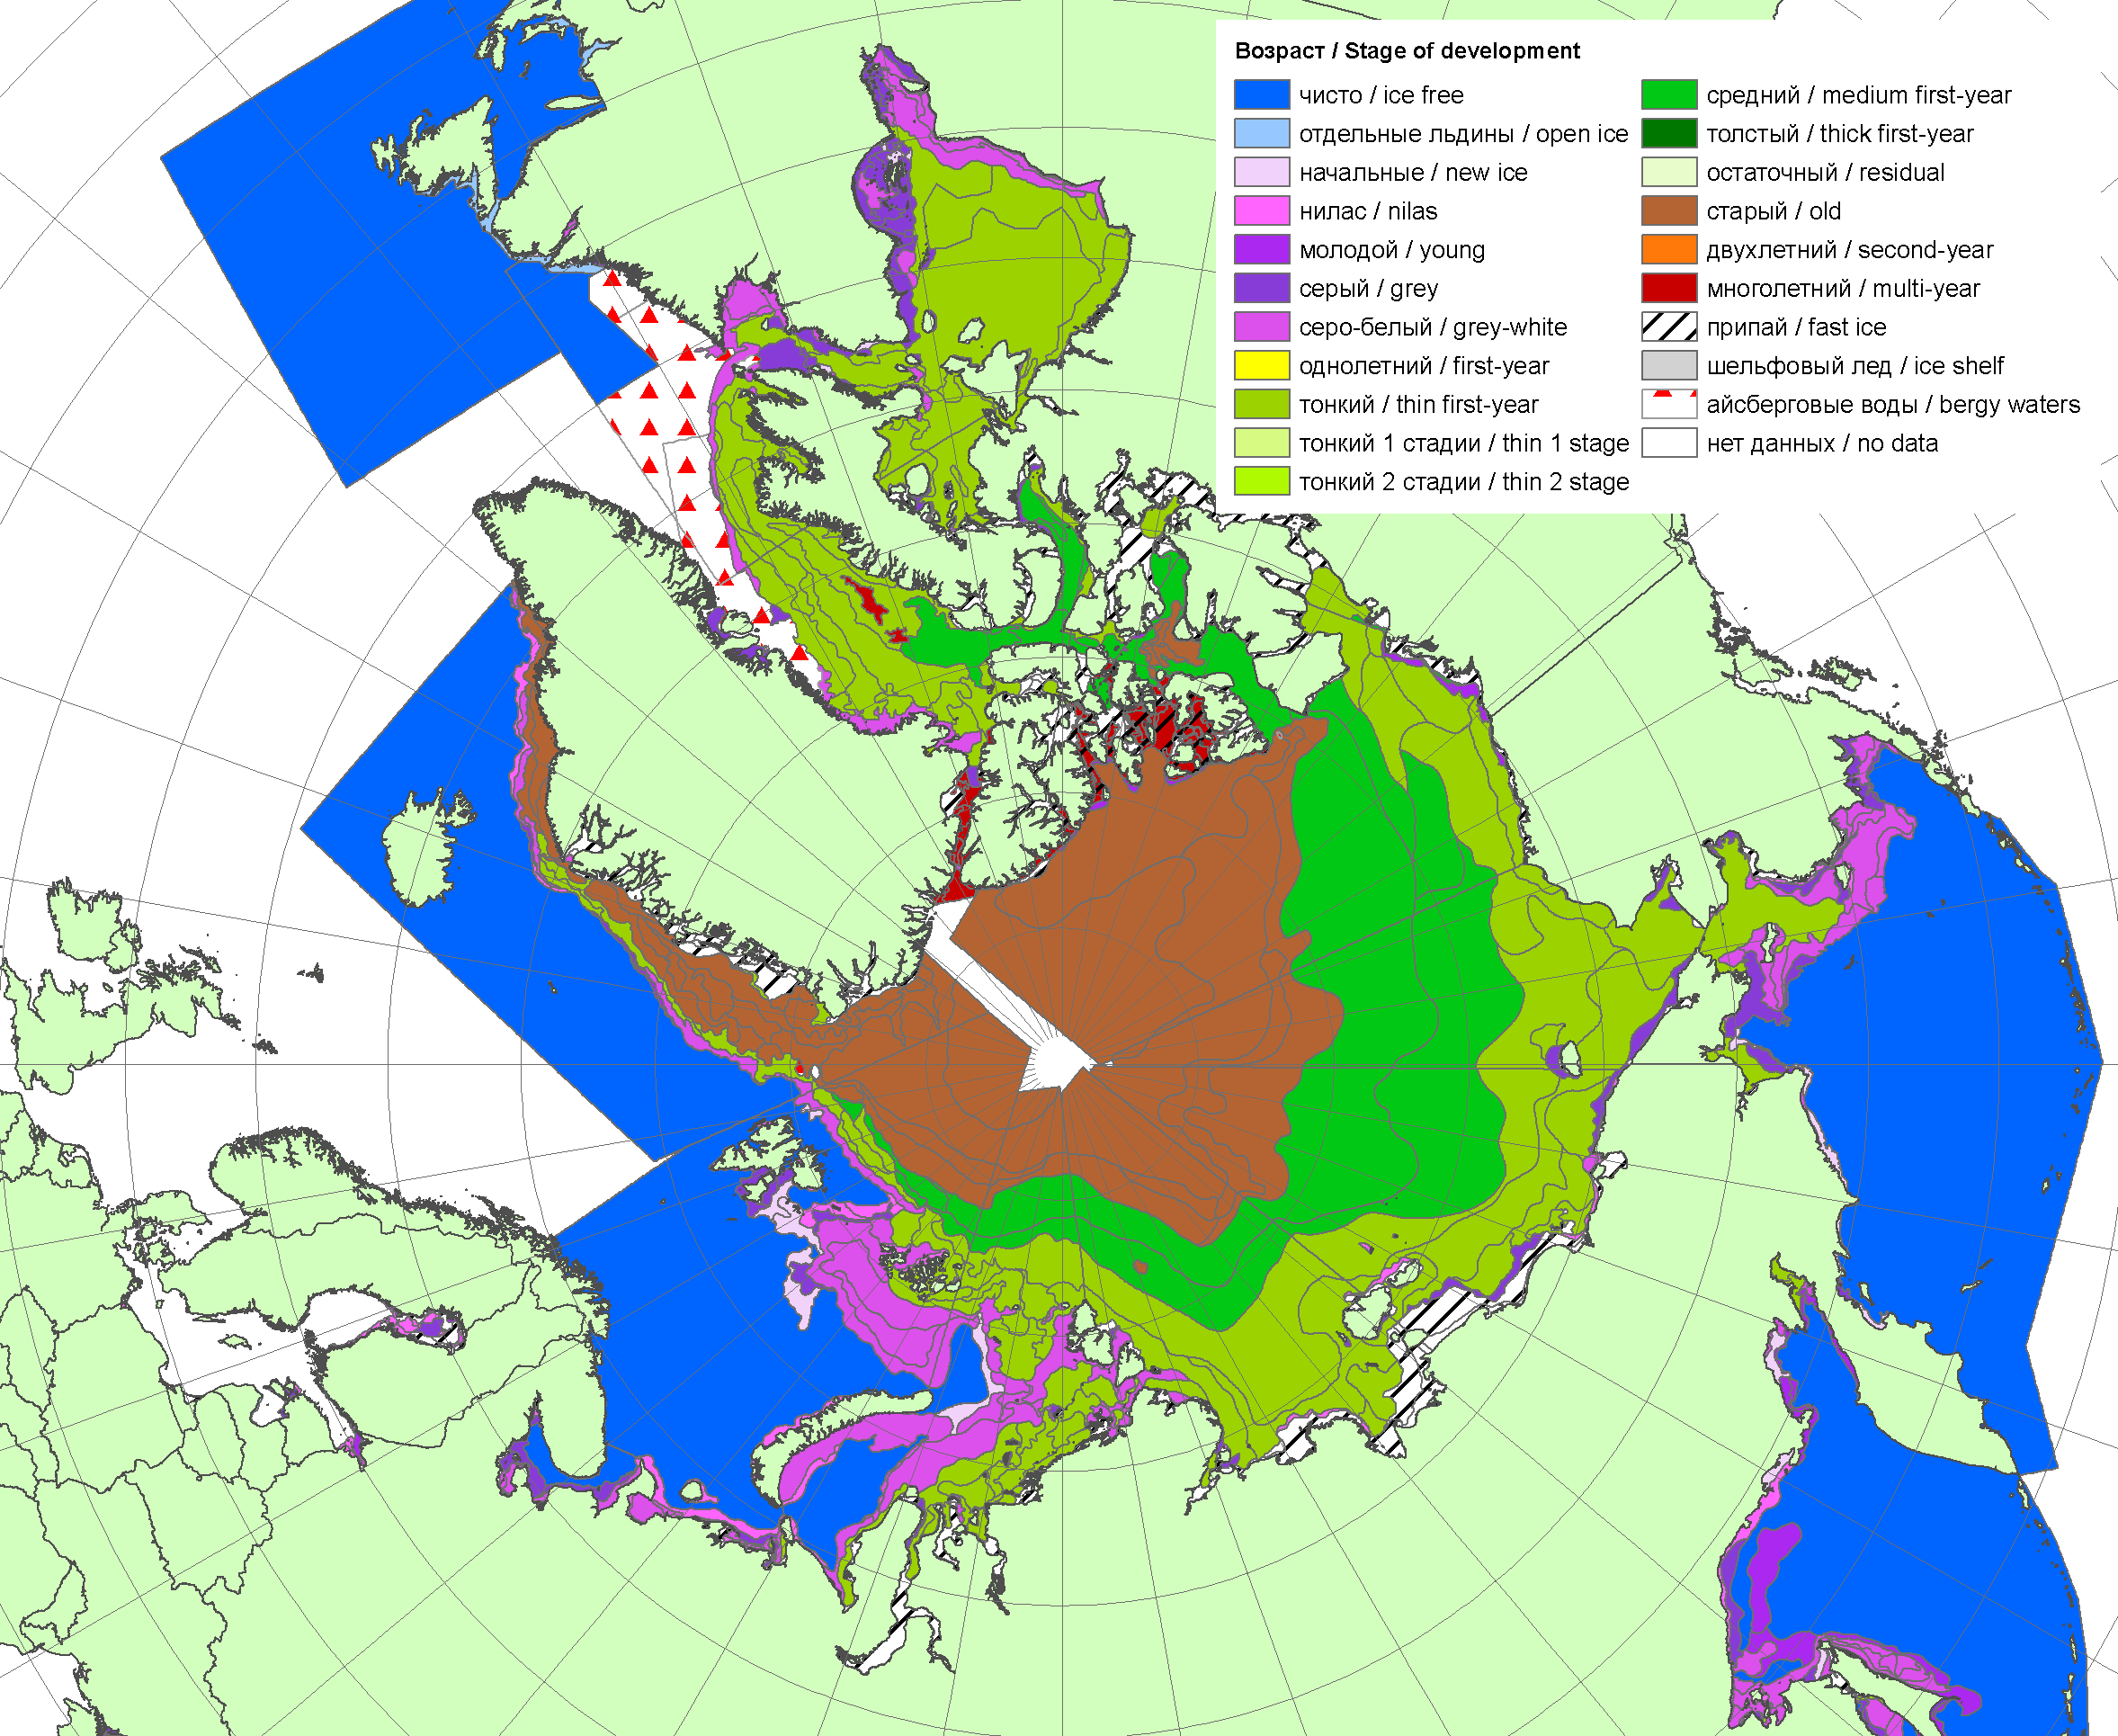 Возраст / Stage of development
чисто / ice free
отдельные льдины / open ice
начальные / new ice
нилас / nilas
молодой / young
серый / grey
серо-белый / grey-white
однолетний / first-year
тонкий / thin first-year
тонкий 1 стадии / thin 1 stage
тонкий 2 стадии / thin 2 stage
средний / medium first-year
толстый / thick first-year
остаточный / residual
старый / old
двухлетний / second-year
многолетний / multi-year
припай / fast ice
шельфовый лед / ice shelf
айсберговые воды / bergy waters
нет данных / no data